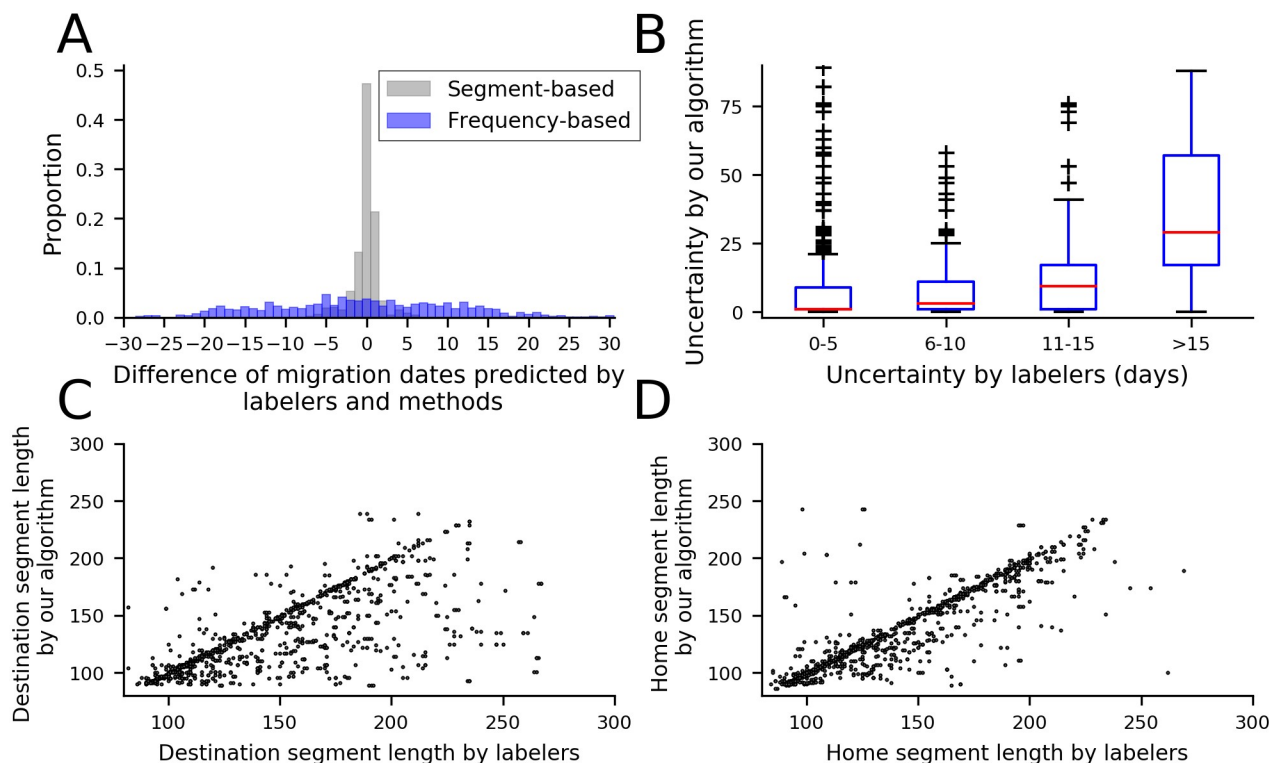 A
Proportion
0.5
0.4
0.3
0.2
0.1
0.0
Segment-based
Frequency-based
−30 −25 −20 −15 −10 −5 0 5 10 15 20 25 30
Difference of migration dates predicted by
labelers and methods
B
Uncertainty by our algorithm
75
50
25
0
0-5 6-10 11-15 >15
Uncertainty by labelers (days)
C
Destination segment length
by our algorithm
300
250
200
150
100
100 150 200 250 300
Destination segment length by labelers
D
Home segment length
by our algorithm
300
250
200
150
100
100 150 200 250 300
Home segment length by labelers